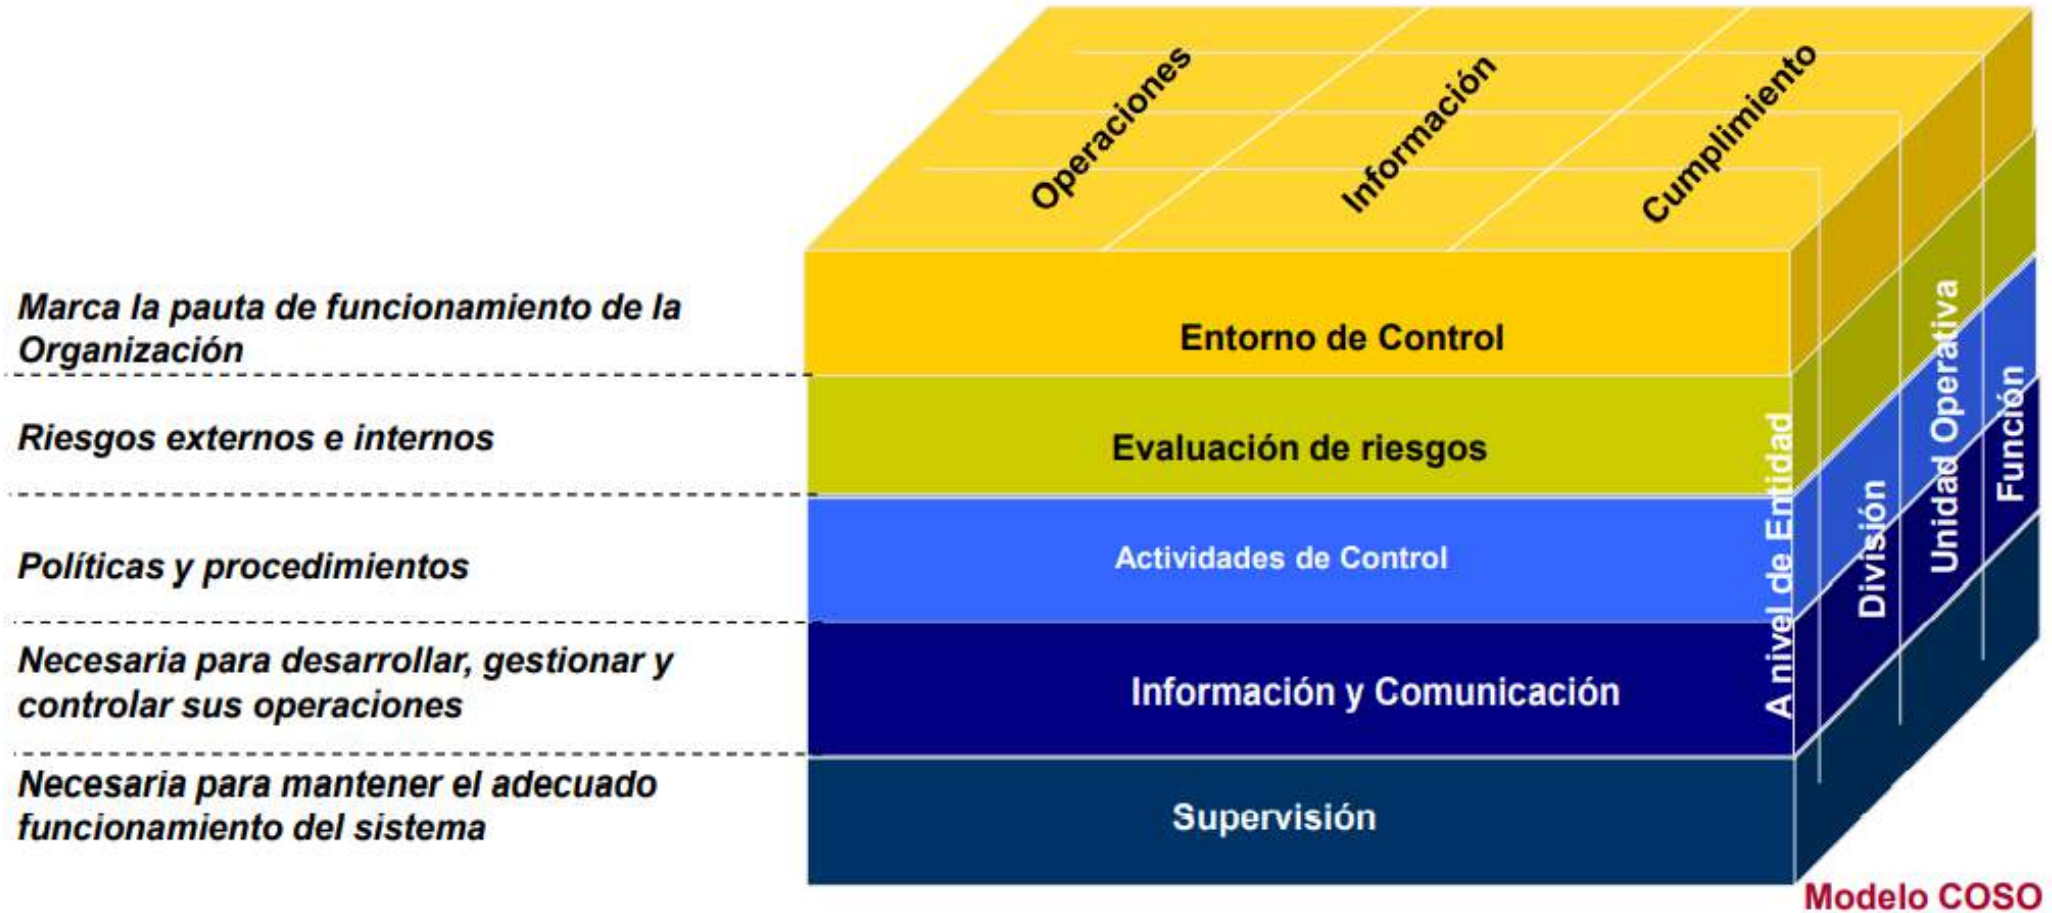 Operaciones
Información
Cumplimiento
Marca la pauta de funcionamiento de la
Organización
Entorno de Control
Riesgos externos e internos
Evaluación de riesgos
Políticas y procedimientos
Actividades de Control
Necesaria para desarrollar, gestionar y
controlar sus operaciones
Información y Comunicación
Necesaria para mantener el adecuado
funcionamiento del sistema
Supervisión
A nivel de Entidad
División
Unidad Operativa
Función
Modelo COSO